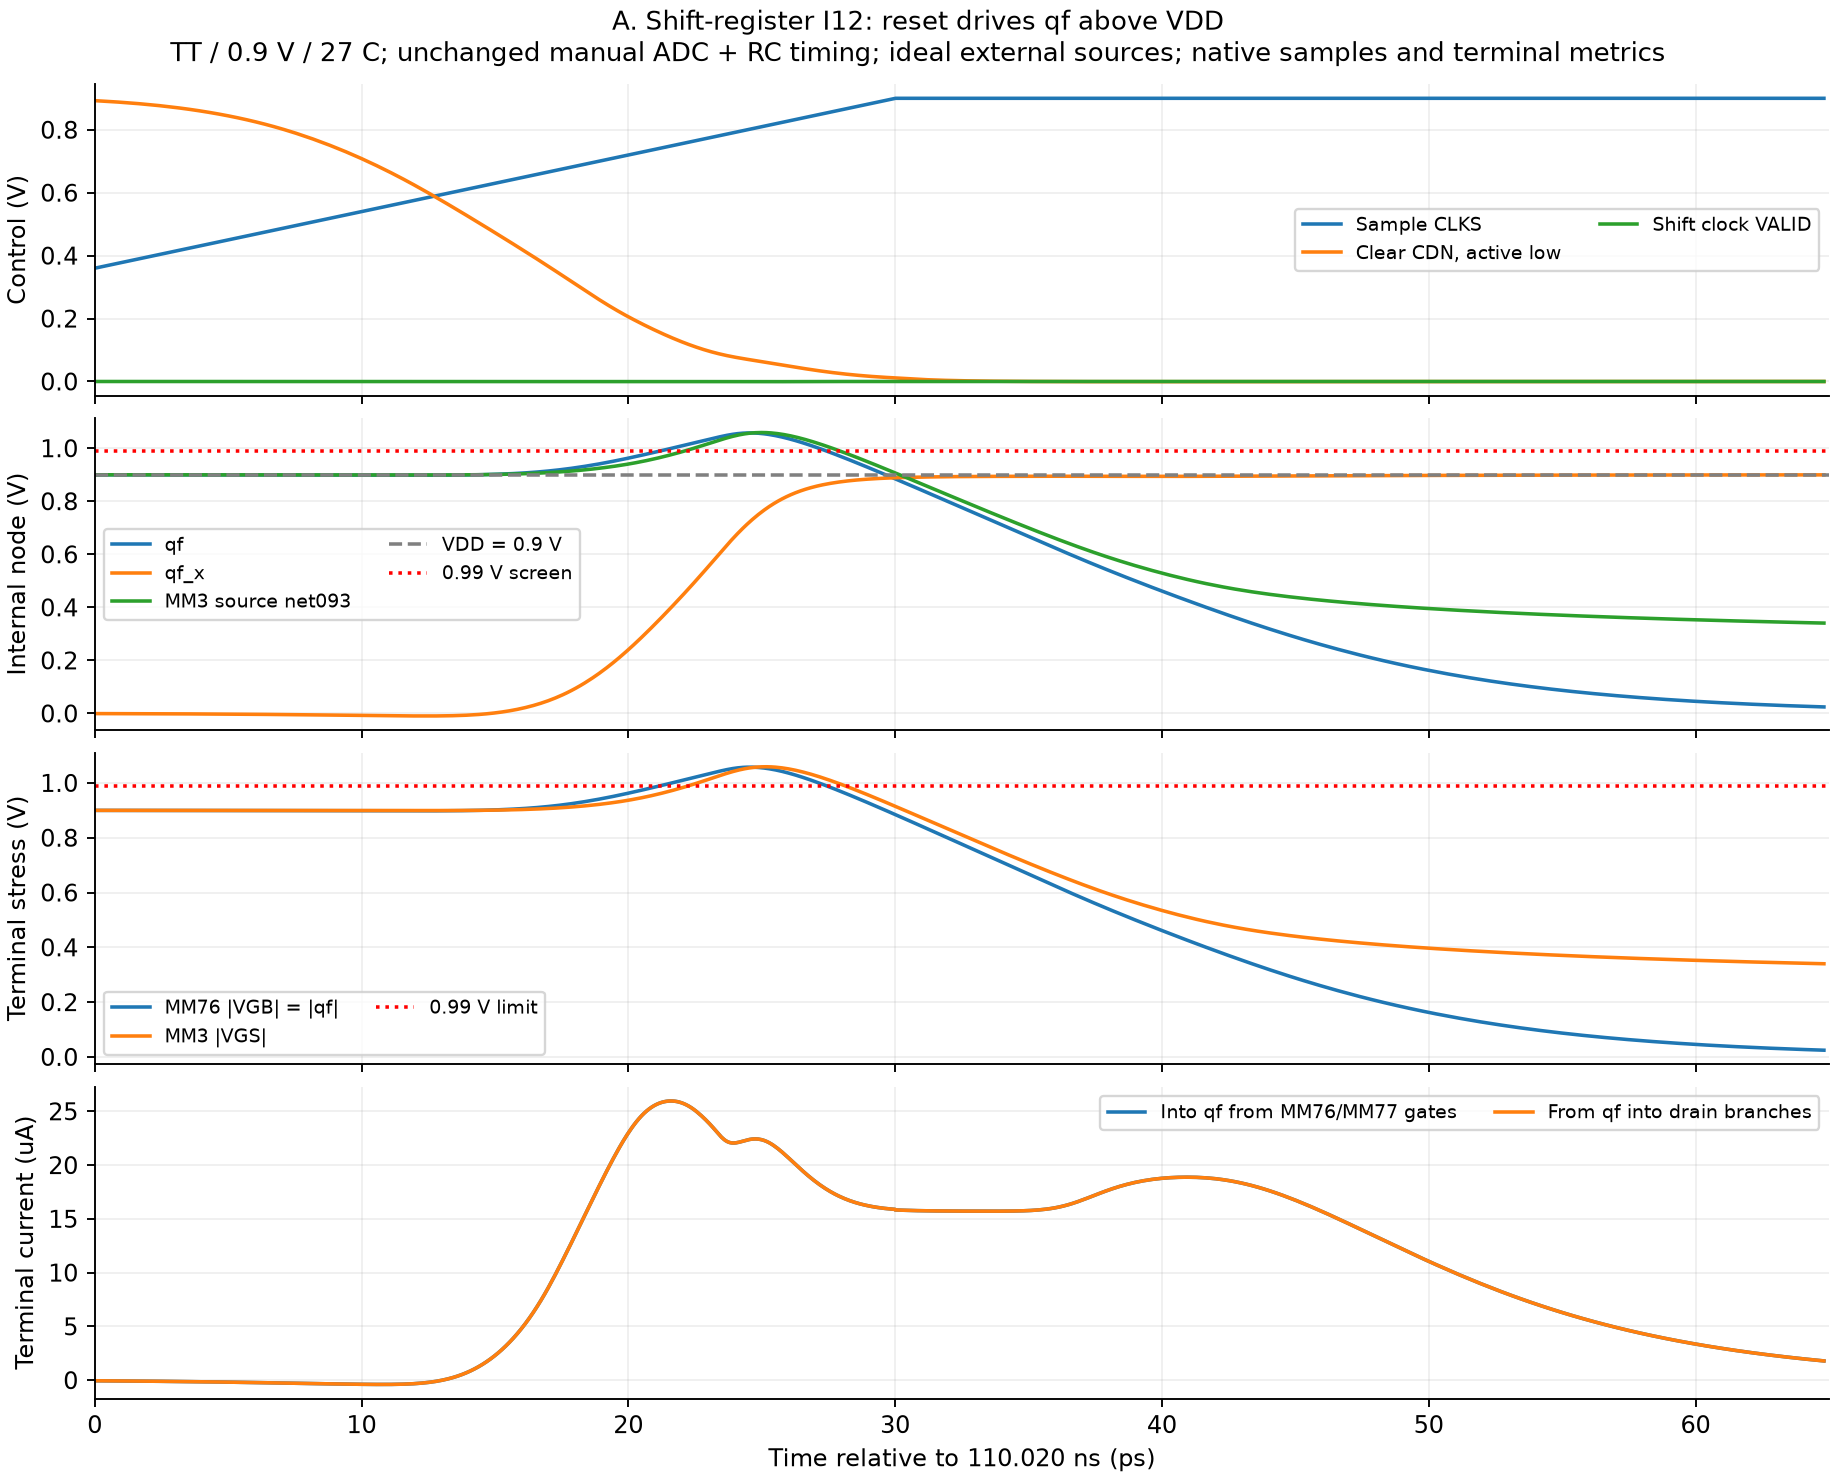 A. Shift-register I12: reset drives qf above VDD
TT / 0.9 V / 27 C; unchanged manual ADC + RC timing; ideal external sources; native samples and terminal metrics
Control (V)
0.8
0.6
0.4
0.2
0.0
Sample CLKS
Clear CDN, active low
Shift clock VALID
Internal node (V)
1.0
0.8
0.6
0.4
0.2
0.0
qf
qf_x
MM3 source net093
VDD = 0.9 V
0.99 V screen
Terminal stress (V)
1.0
0.8
0.6
0.4
0.2
0.0
MM76 |VGB| = |qf|
MM3 |VGS|
0.99 V limit
Terminal current (uA)
25
20
15
10
5
0
Into qf from MM76/MM77 gates
From qf into drain branches
0
10
20
30
40
50
60
Time relative to 110.020 ns (ps)